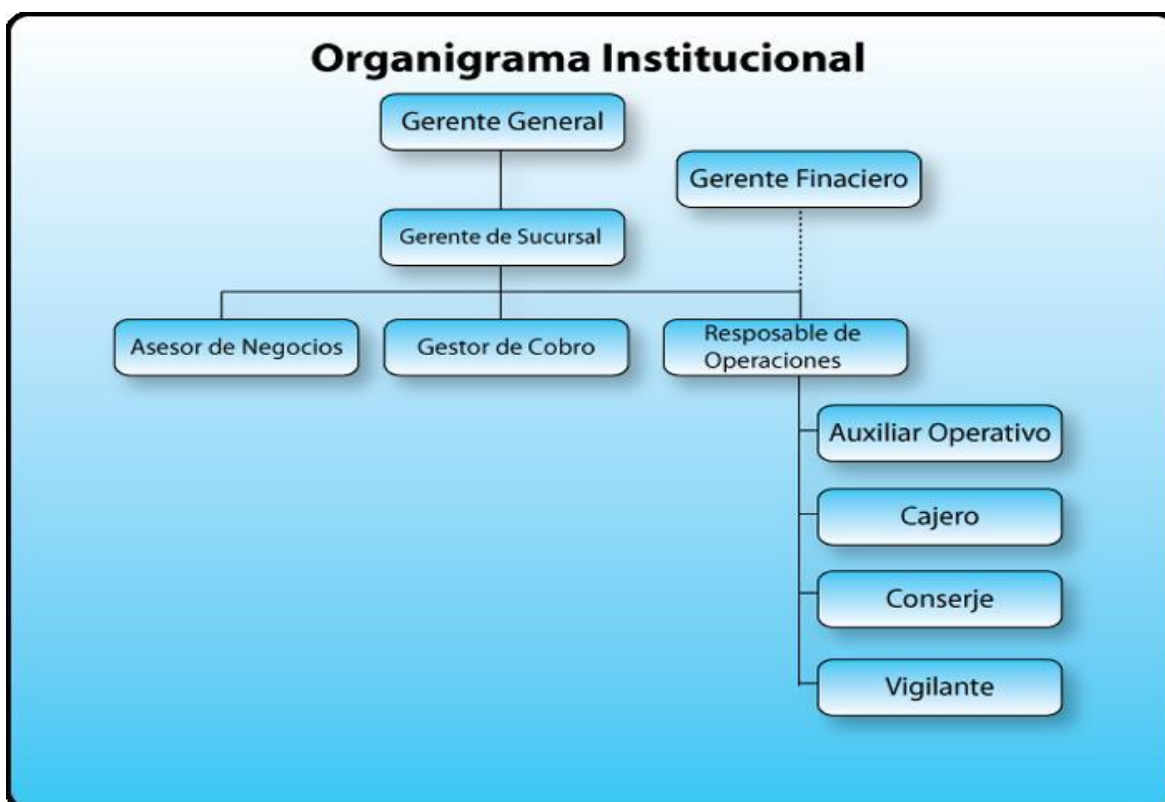 Organigrama Institucional
Gerente General
Gerente Finaciero
Gerente de Sucursal
Asesor de Negocios
Gestor de Cobro
Resposable de
Operaciones
Auxiliar Operativo
Cajero
Conserje
Vigilante